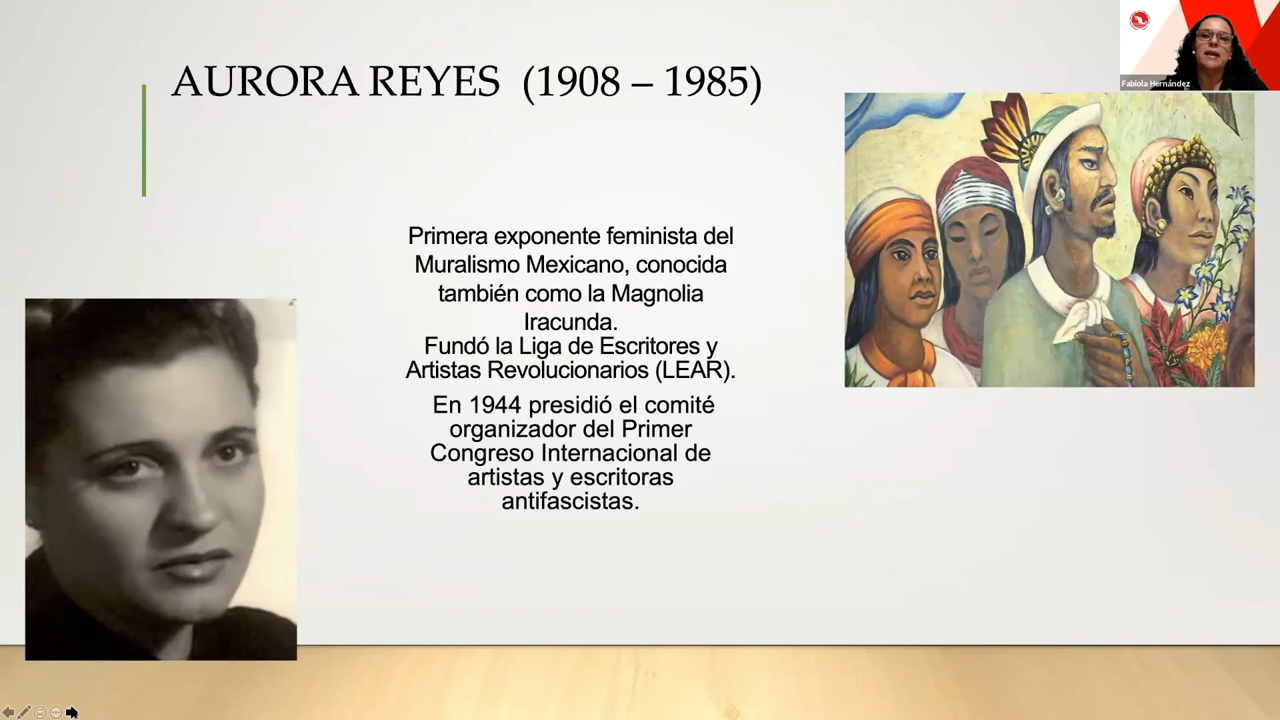 AURORA REYES (1908 – 1985)
Fabiola Hernández
Primera exponente feminista del
Muralismo Mexicano, conocida
también como la Magnolia
Iracunda.
Fundó la Liga de Escritores y
Artistas Revolucionarios (LEAR).
En 1944 presidió el comité
organizador del Primer
Congreso Internacional de
artistas y escritoras
antifascistas.